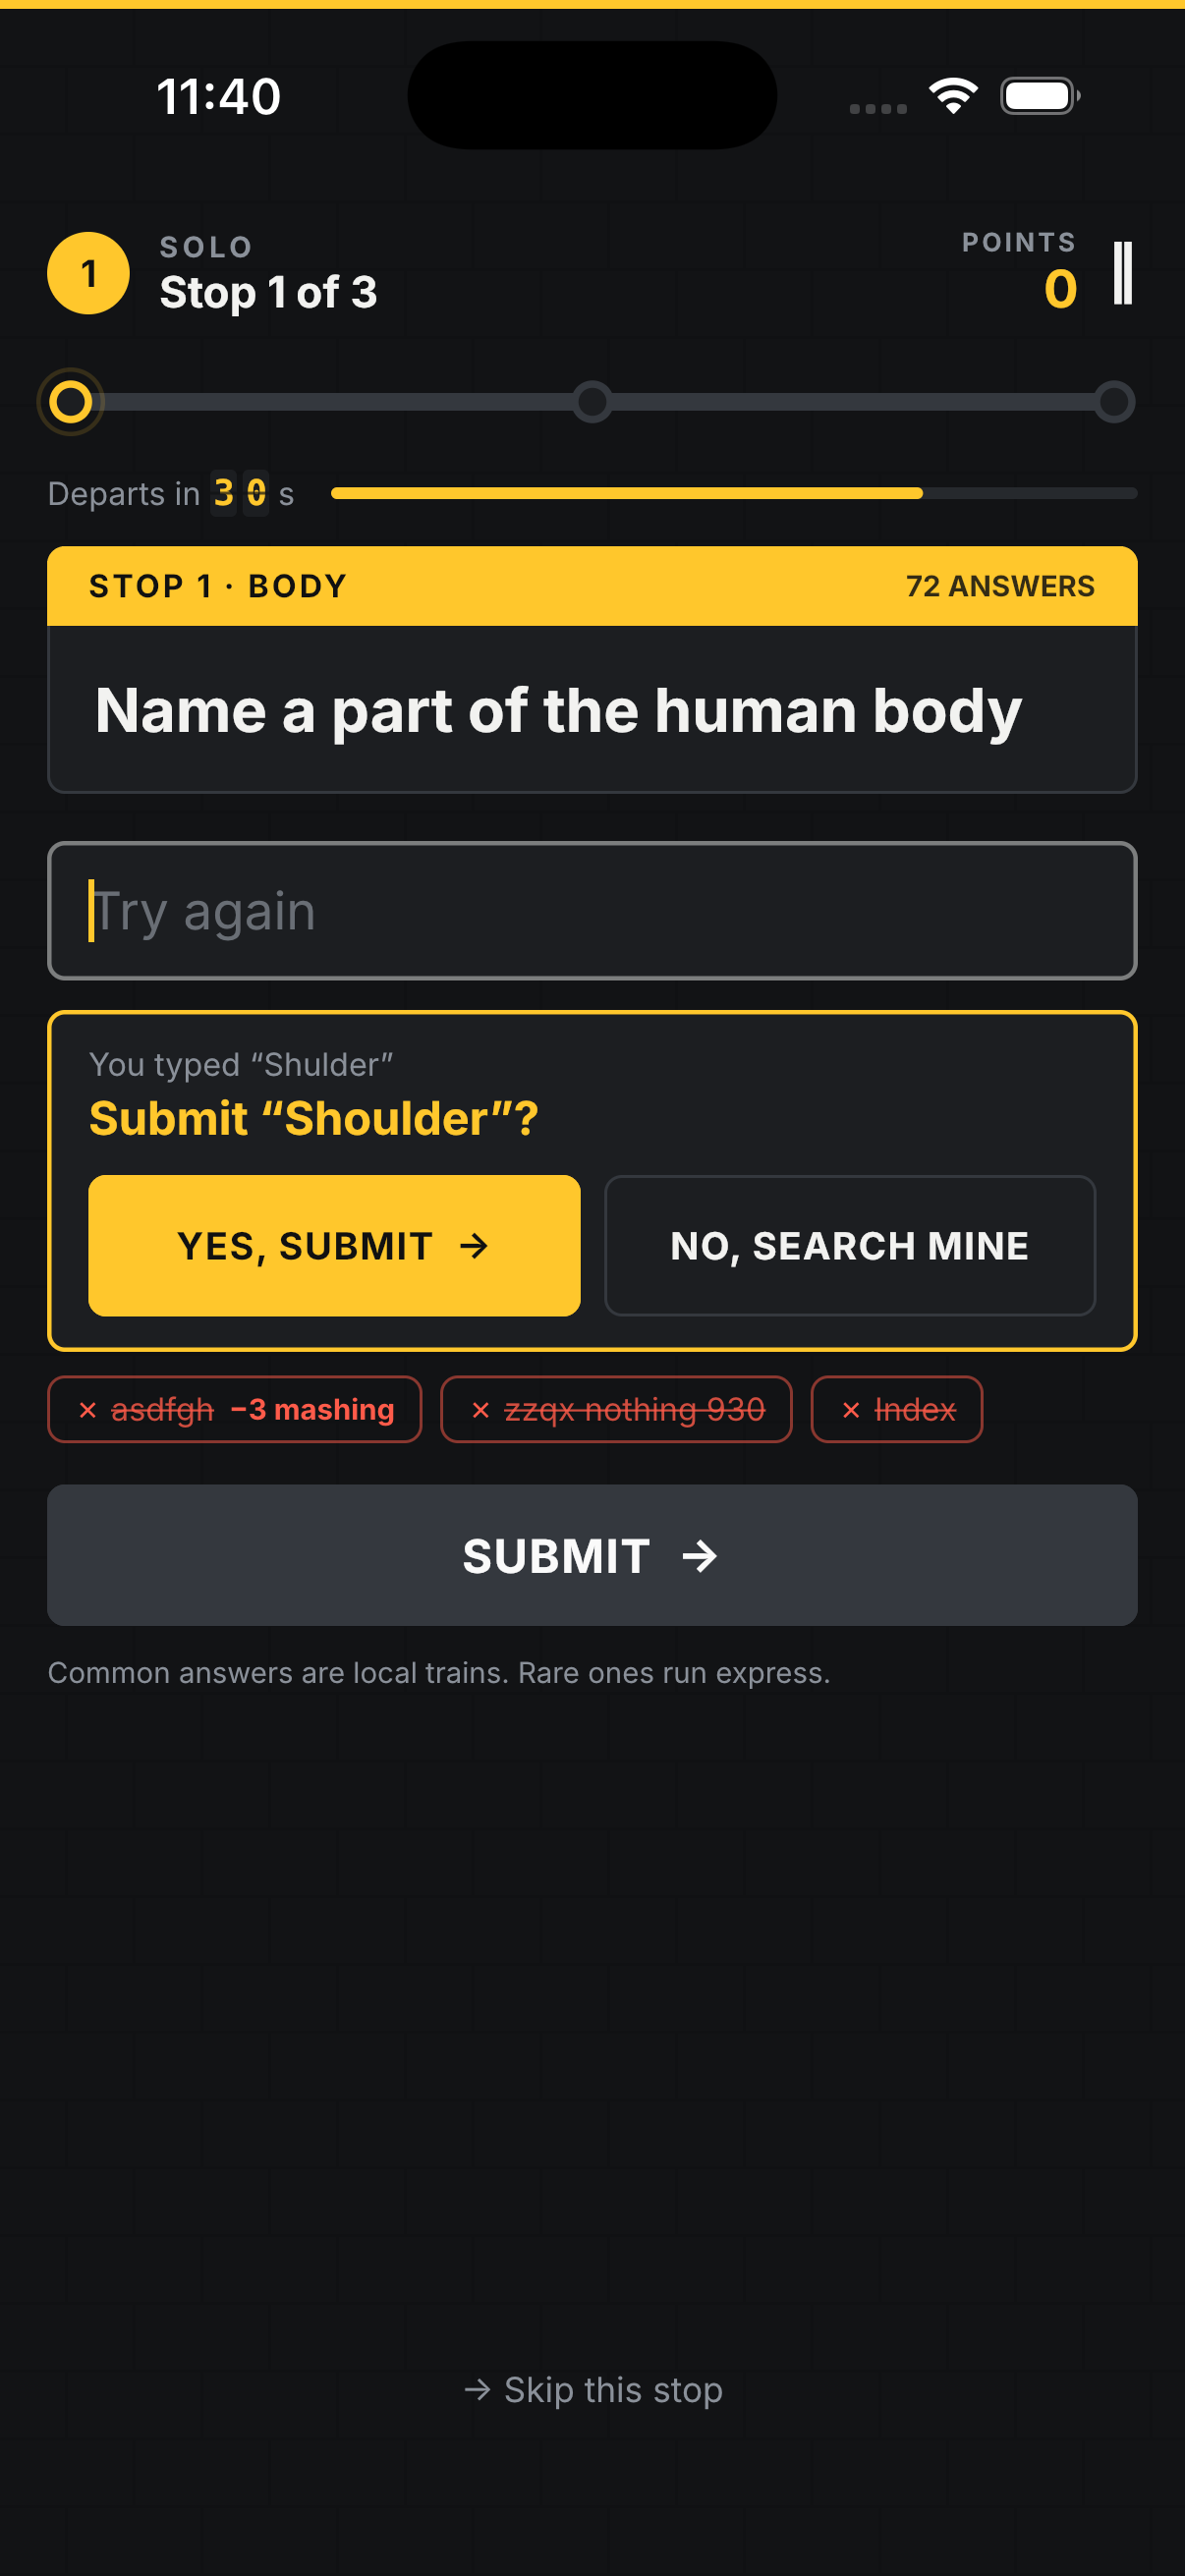 11:40
1
SOLO
Stop 1 of 3
POINTS
0
Departs in 30 s
STOP 1 · BODY
72 ANSWERS
Name a part of the human body
Try again
You typed “Shulder”
Submit “Shoulder”?
YES, SUBMIT →
NO, SEARCH MINE
× asdfgh −3 mashing
× zzqx nothing 930
× Index
SUBMIT →
Common answers are local trains. Rare ones run express.
→ Skip this stop